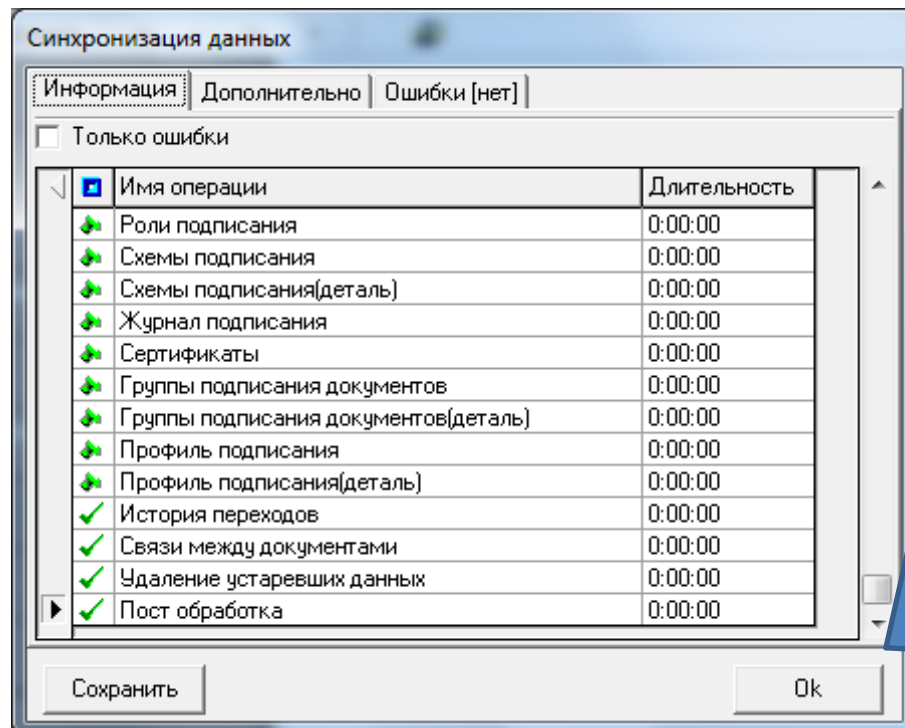 Синхронизация данных
Информация Дополнительно Ошибки [нет]
Только ошибки
Имя операции Длительность
Роли подписания 0:00:00
Схемы подписания 0:00:00
Схемы подписания(деталь) 0:00:00
Журнал подписания 0:00:00
Сертификаты 0:00:00
Группы подписания документов 0:00:00
Группы подписания документов(деталь) 0:00:00
Профиль подписания 0:00:00
Профиль подписания(деталь) 0:00:00
История переходов 0:00:00
Связи между документами 0:00:00
Удаление устаревших данных 0:00:00
Пост обработка 0:00:00
Сохранить Ok